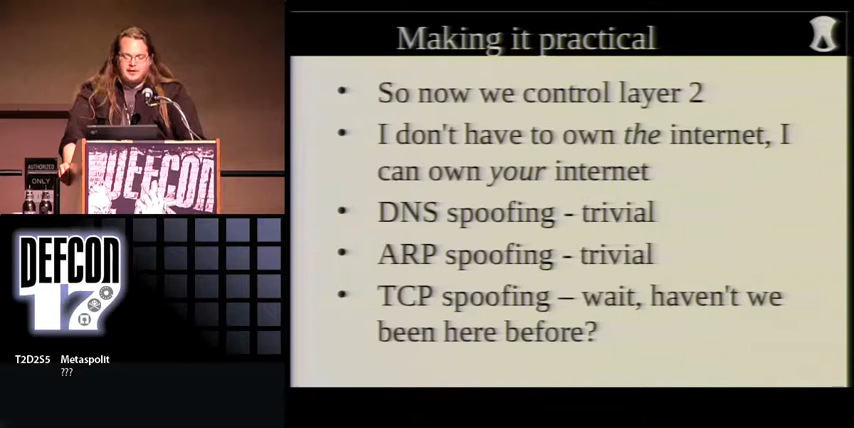 Making it practical
• So now we control layer 2
• I don't have to own the internet, I
can own your internet
• DNS spoofing - trivial
• ARP spoofing - trivial
• TCP spoofing – wait, haven't we
been here before?
AUTHORIZED
ONLY
DEFCON
DEFCON
17
T2D2S5 Metaspolit
???